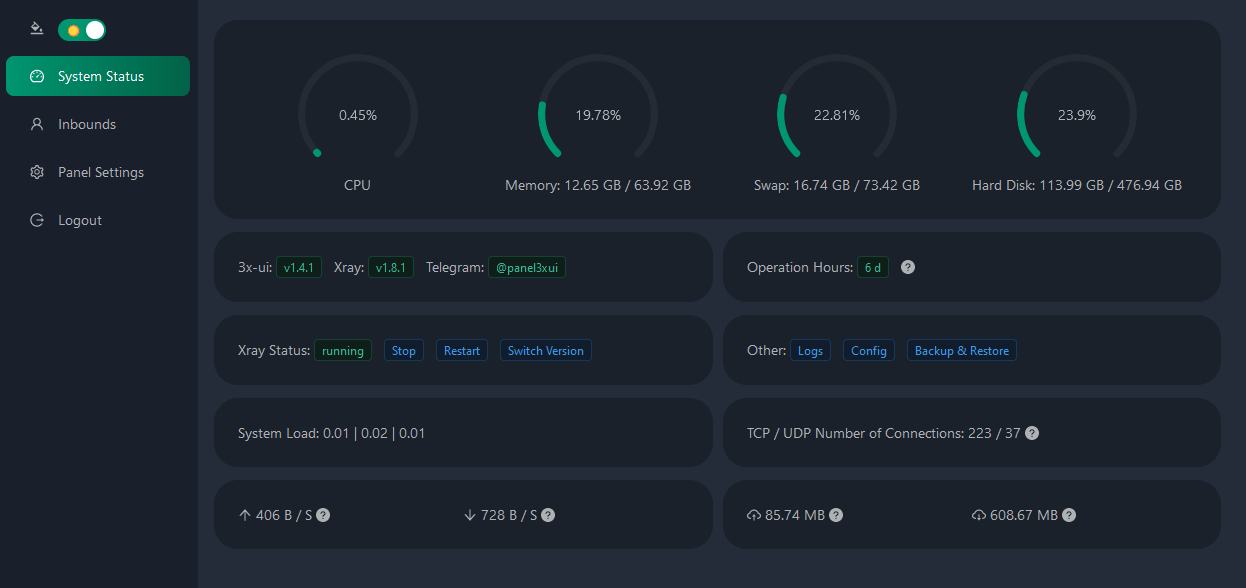 System Status
Inbounds
Panel Settings
Logout
0.45%
CPU
19.78%
Memory: 12.65 GB / 63.92 GB
22.81%
Swap: 16.74 GB / 73.42 GB
23.9%
Hard Disk: 113.99 GB / 476.94 GB
3x-ui: v1.4.1 Xray: v1.8.1 Telegram: @panel3xui
Operation Hours: 6 d ?
Xray Status: running Stop Restart Switch Version
Other: Logs Config Backup & Restore
System Load: 0.01 | 0.02 | 0.01
TCP / UDP Number of Connections: 223 / 37 ?
↑ 406 B / S ? ↓ 728 B / S ?
85.74 MB ? 608.67 MB ?